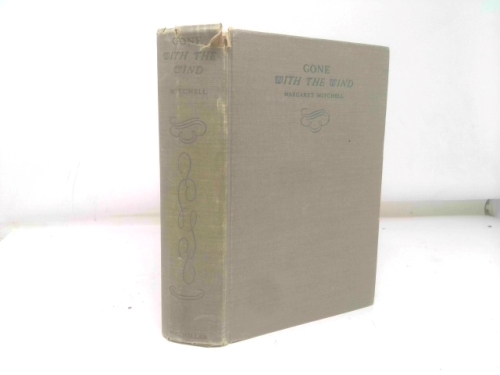 GONE
WITH THE
WIND
MITCHELL
GONE
WITH THE WIND
MARGARET MITCHELL